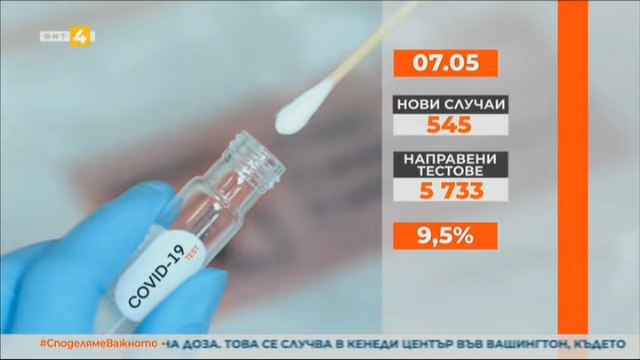 БНТ 4
07.05
НОВИ СЛУЧАИ
545
НАПРАВЕНИ
ТЕСТОВЕ
5 733
9,5%
COVID-19
TEST
#СподелямеВажното
НА ДОЗА. ТОВА СЕ СЛУЧВА В КЕНЕДИ ЦЕНТЪР ВЪВ ВАШИНГТОН, КЪДЕТО